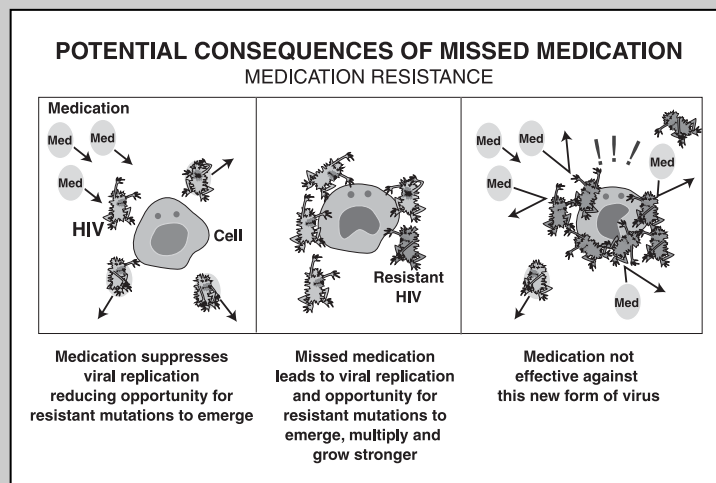 POTENTIAL CONSEQUENCES OF MISSED MEDICATION
MEDICATION RESISTANCE
Medication
Med
Med
Med
HIV
Cell
Resistant
HIV
! ! !
Med
Med
Med
Med
Medication suppresses
viral replication
reducing opportunity for
resistant mutations to emerge
Missed medication
leads to viral replication
and opportunity for
resistant mutations to
emerge, multiply and
grow stronger
Medication not
effective against
this new form of virus